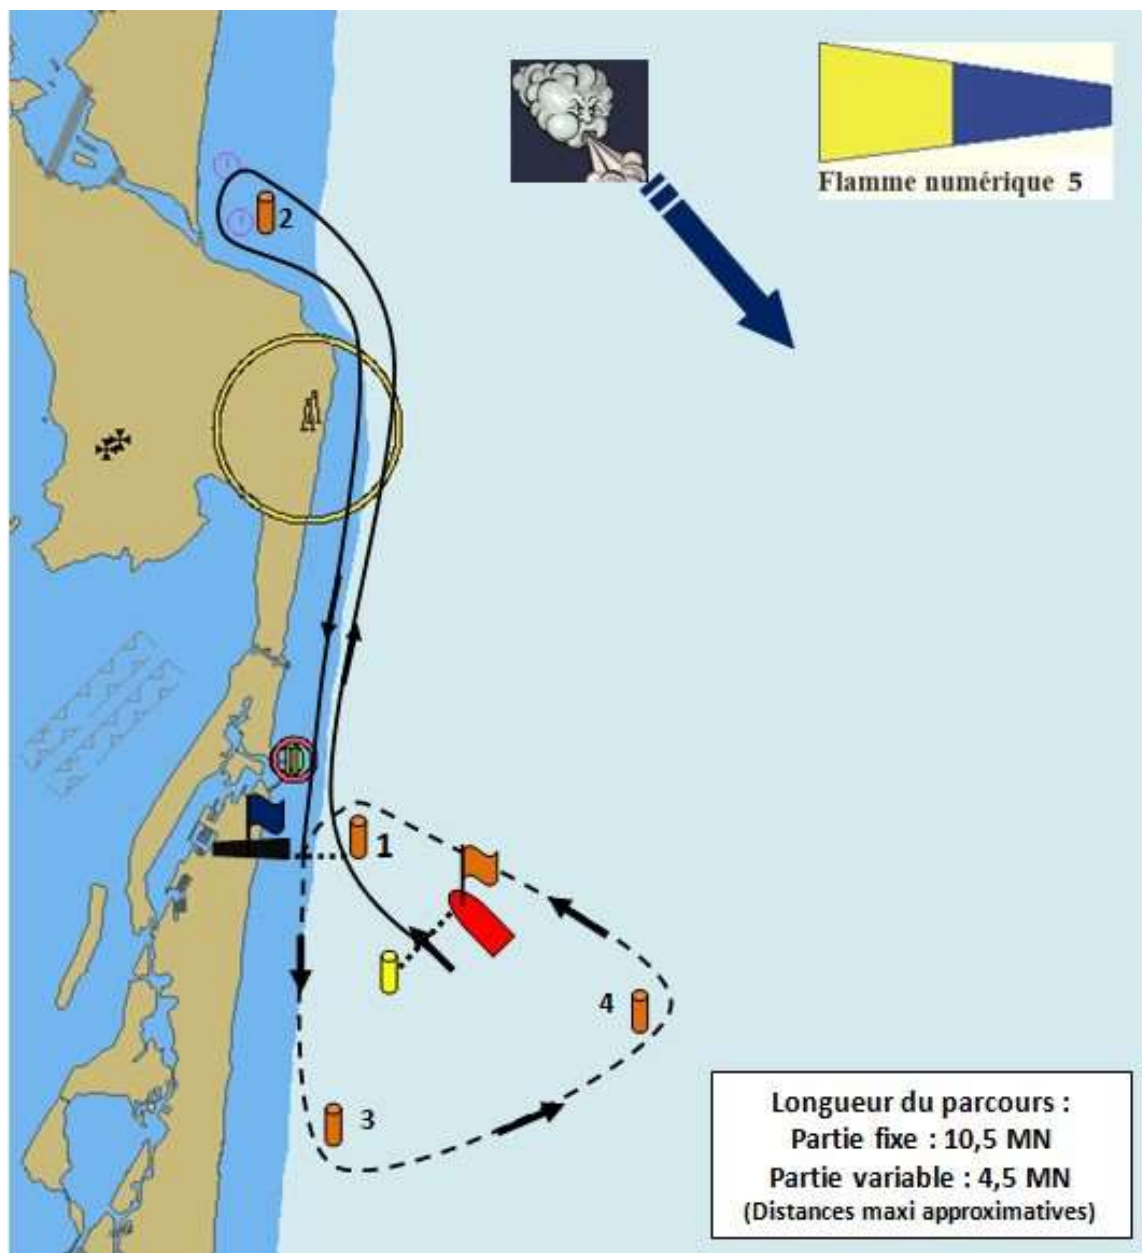 Flamme numérique 5
2
1
4
3
Longueur du parcours :
Partie fixe : 10,5 MN
Partie variable : 4,5 MN
(Distances maxi approximatives)